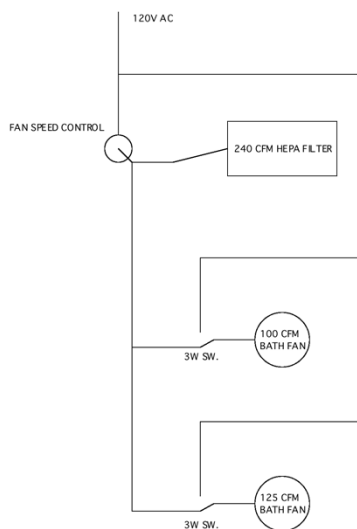 120V AC
FAN SPEED CONTROL
240 CFM HEPA FILTER
100 CFM
BATH FAN
3W SW.
125 CFM
BATH FAN
3W SW.